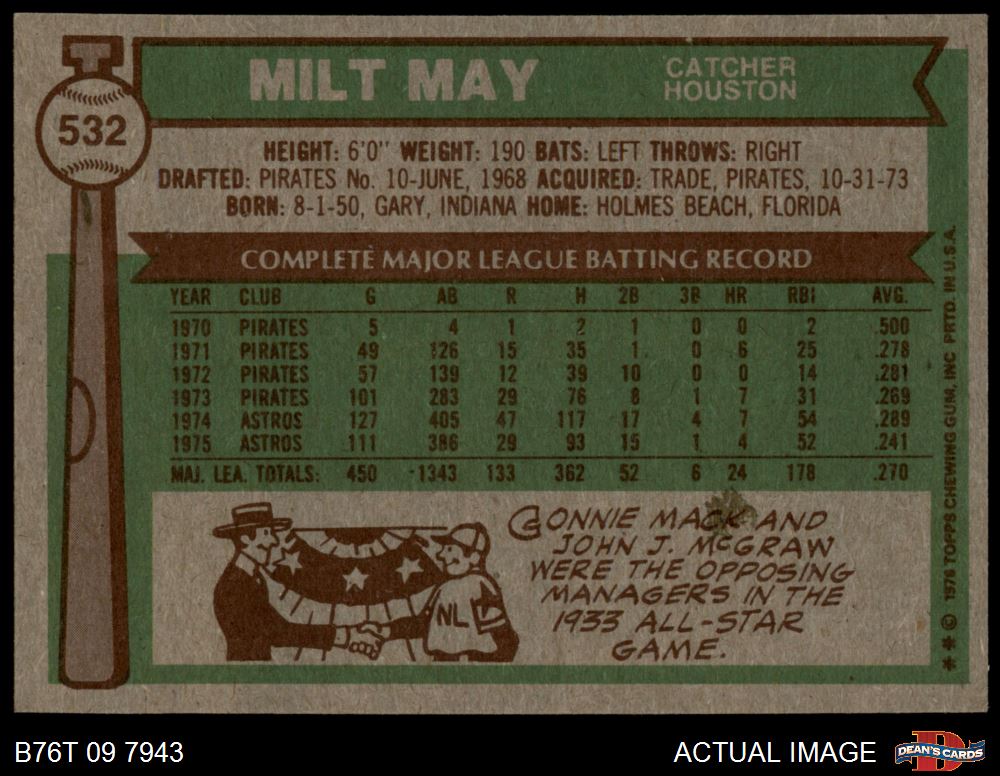 532
MILT MAY
CATCHER
HOUSTON
HEIGHT: 6'0" WEIGHT: 190 BATS: LEFT THROWS: RIGHT
DRAFTED: PIRATES No. 10-JUNE, 1968 ACQUIRED: TRADE, PIRATES, 10-31-73
BORN: 8-1-50, GARY, INDIANA HOME: HOLMES BEACH, FLORIDA
COMPLETE MAJOR LEAGUE BATTING RECORD
YEAR CLUB G AB R H 2B 3B HR RBI AVG.
1970 PIRATES 5 4 1 2 1 0 0 2 .500
1971 PIRATES 49 126 15 35 1 0 6 25 .278
1972 PIRATES 57 139 12 39 10 0 0 14 .281
1973 PIRATES 101 283 29 76 8 1 7 31 .269
1974 ASTROS 127 405 47 117 17 4 7 54 .289
1975 ASTROS 111 386 29 93 15 1 4 52 .241
MAJ. LEA. TOTALS: 450 1343 133 362 52 6 24 178 .270
NL
CONNIE MACK AND
JOHN J. McGRAW
WERE THE OPPOSING
MANAGERS IN THE
1933 ALL-STAR
GAME.
** © 1976 TOPPS CHEWING GUM, INC PRTD. IN U.S.A.
B76T 09 7943
ACTUAL IMAGE
D
DEAN'S CARDS